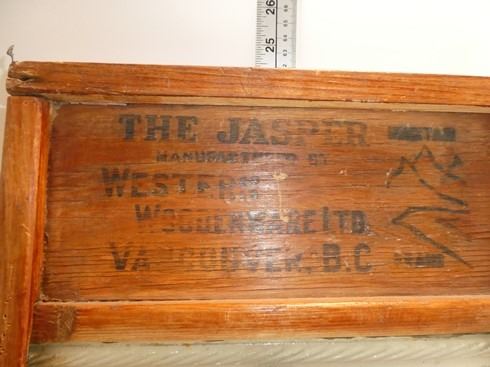 26
25
THE JASPER
MANUFACTURED BY
WESTERN
WOODENWARE LTD.
VANCOUVER, B.C